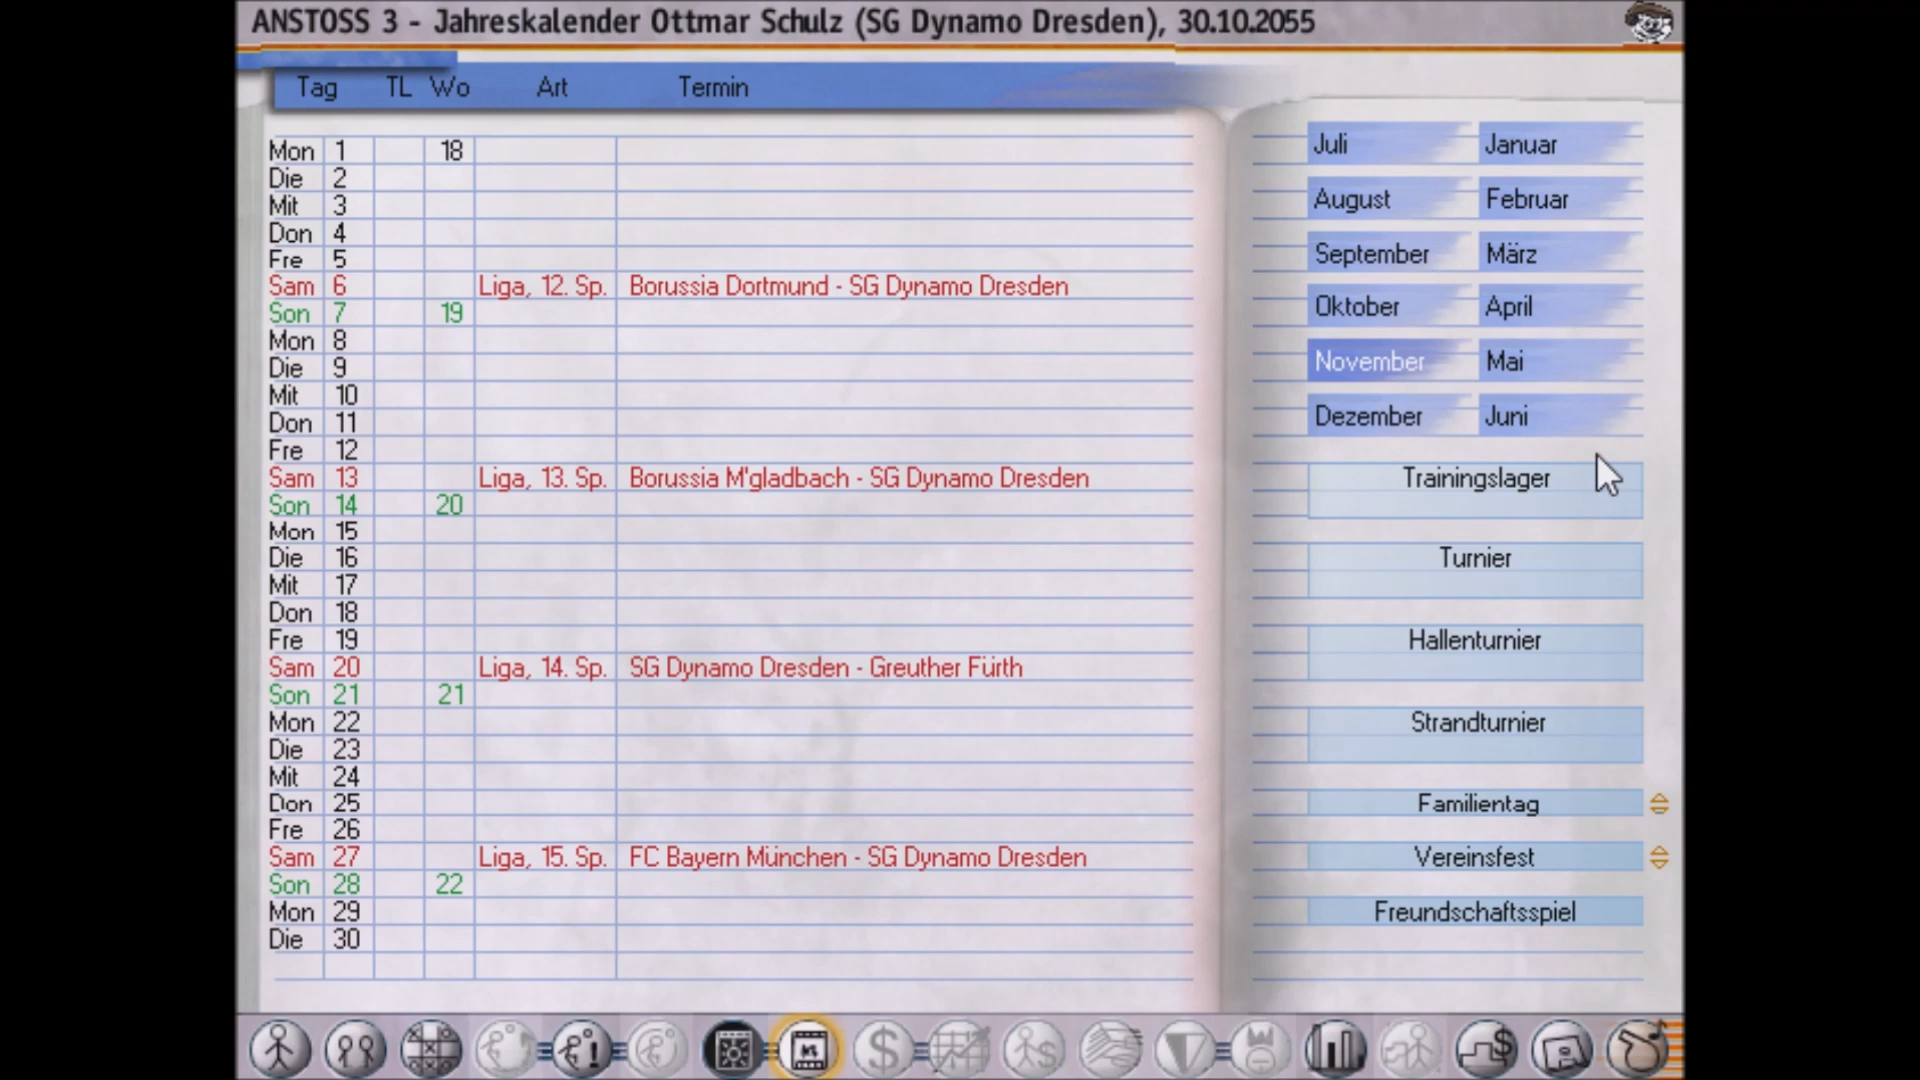 ANSTOSS 3 - Jahreskalender Ottmar Schulz (SG Dynamo Dresden), 30.10.2055
Tag TL Wo Art Termin
Mon 1 18
Die 2
Mit 3
Don 4
Fre 5
Sam 6 Liga, 12. Sp. Borussia Dortmund - SG Dynamo Dresden
Son 7 19
Mon 8
Die 9
Mit 10
Don 11
Fre 12
Sam 13 Liga, 13. Sp. Borussia M'gladbach - SG Dynamo Dresden
Son 14 20
Mon 15
Die 16
Mit 17
Don 18
Fre 19
Sam 20 Liga, 14. Sp. SG Dynamo Dresden - Greuther Fürth
Son 21 21
Mon 22
Die 23
Mit 24
Don 25
Fre 26
Sam 27 Liga, 15. Sp. FC Bayern München - SG Dynamo Dresden
Son 28 22
Mon 29
Die 30
Juli Januar
August Februar
September März
Oktober April
November Mai
Dezember Juni
Trainingslager
Turnier
Hallenturnier
Strandturnier
Familientag
Vereinsfest
Freundschaftsspiel